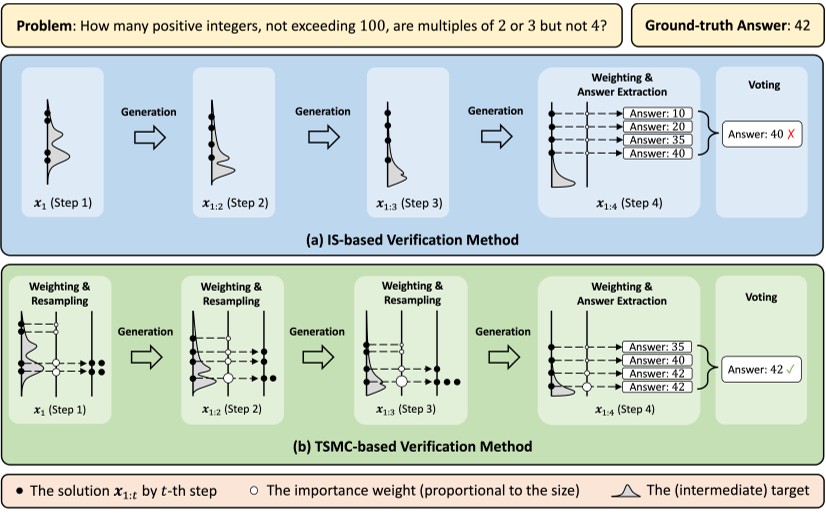 Problem: How many positive integers, not exceeding 100, are multiples of 2 or 3 but not 4?
Ground-truth Answer: 42
Generation
Generation
Generation
Weighting &
Answer Extraction
Answer: 10
Answer: 20
Answer: 35
Answer: 40
Voting
Answer: 40 ✗
x₁ (Step 1)
x₁:₂ (Step 2)
x₁:₃ (Step 3)
x₁:₄ (Step 4)
(a) IS-based Verification Method
Weighting &
Resampling
Generation
Weighting &
Resampling
Generation
Weighting &
Resampling
Generation
Weighting &
Answer Extraction
Answer: 35
Answer: 40
Answer: 42
Answer: 42
Voting
Answer: 42 ✓
x₁ (Step 1)
x₁:₂ (Step 2)
x₁:₃ (Step 3)
x₁:₄ (Step 4)
(b) TSMC-based Verification Method
The solution x₁:ₜ by t-th step
The importance weight (proportional to the size)
The (intermediate) target